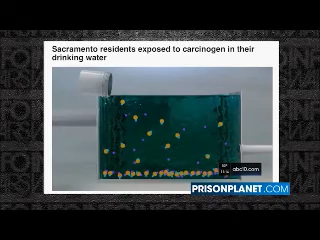 Sacramento residents exposed to carcinogen in their
drinking water
abc10.com
PRISONPLANET.COM